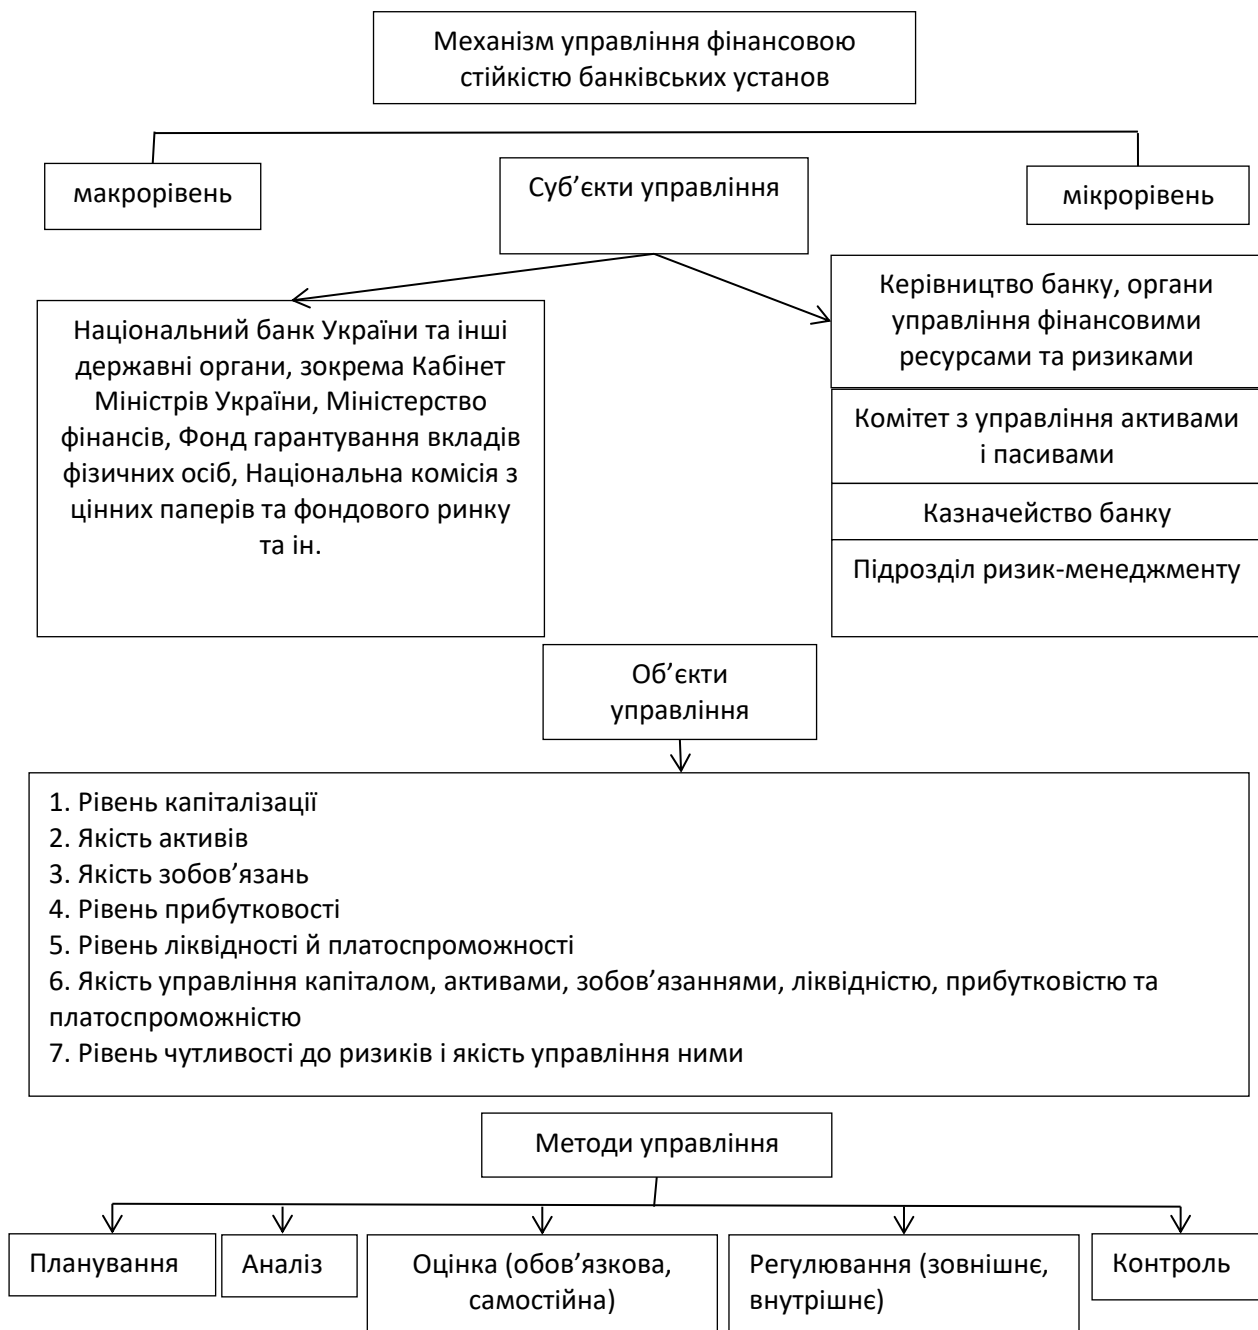 Механізм управління фінансовою
стійкістю банківських установ
макрорівень
Суб’єкти управління
мікрорівень
Національний банк України та інші
державні органи, зокрема Кабінет
Міністрів України, Міністерство
фінансів, Фонд гарантування вкладів
фізичних осіб, Національна комісія з
цінних паперів та фондового ринку
та ін.
Керівництво банку, органи
управління фінансовими
ресурсами та ризиками
Комітет з управління активами
і пасивами
Казначейство банку
Підрозділ ризик-менеджменту
Об’єкти
управління
1. Рівень капіталізації
2. Якість активів
3. Якість зобов’язань
4. Рівень прибутковості
5. Рівень ліквідності й платоспроможності
6. Якість управління капіталом, активами, зобов’язаннями, ліквідністю, прибутковістю та
платоспроможністю
7. Рівень чутливості до ризиків і якість управління ними
Методи управління
Планування
Аналіз
Оцінка (обов’язкова,
самостійна)
Регулювання (зовнішнє,
внутрішнє)
Контроль